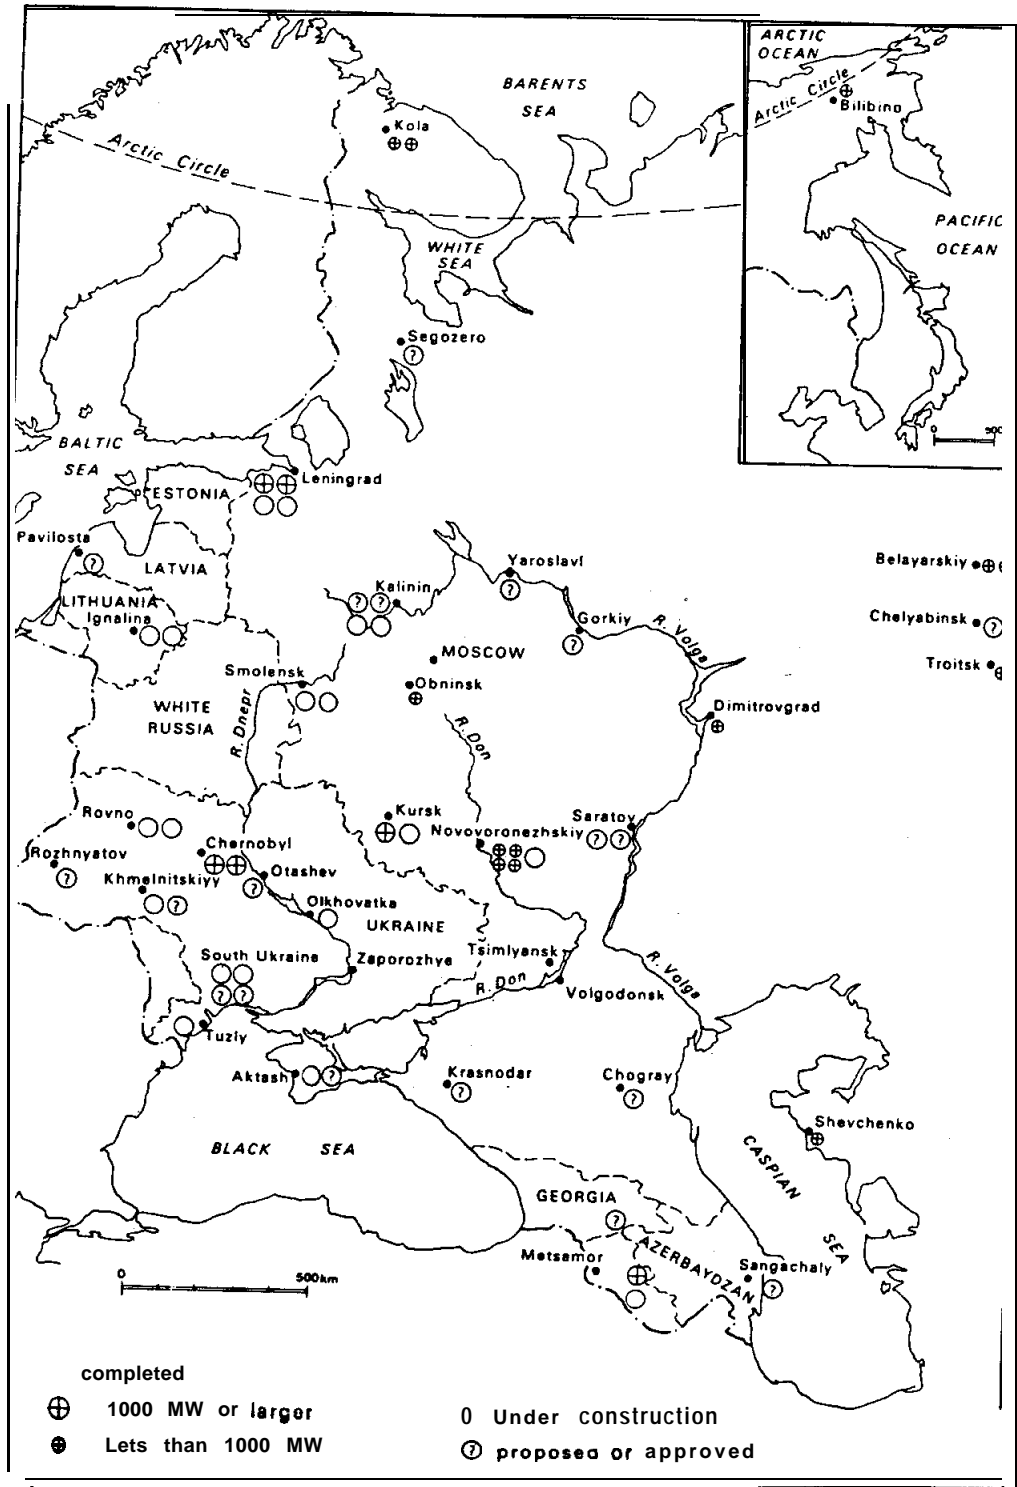 ARCTIC
OCEAN
Arctic Circle
Bilibino
PACIFIC
OCEAN
0 500
BARENTS
SEA
Kola
Arctic Circle
WHITE
SEA
Segozero
?
BALTIC
SEA
Leningrad
ESTONIA
Pavilosta
?
LATVIA
Yaroslavl
?
Belayarskiy
Kalinin
? ?
LITHUANIA
Ignalina
Gorkiy
?
R. Volga
Chelyabinsk
?
MOSCOW
Troitsk
Smolensk
Obninsk
WHITE
RUSSIA
R. Dnepr
R. Don
Dimitrovgrad
Rovno
Kursk
Saratov
? ?
Chernobyl
Novovoronezhskiy
Rozhnyatov
?
Khmelnitskiyy
?
Otashev
?
Olkhovatka
UKRAINE
South Ukraine
? ?
Zaporozhye
Tsimlyansk
R. Don
Volgodonsk
R. Volga
Tuzly
Aktash
?
Krasnodar
?
Chogray
?
Shevchenko
BLACK SEA
CASPIAN
SEA
GEORGIA
?
Metsamor
AZERBAYDZAN
Sangachaly
?
0 500km
completed
1000 MW or larger
Lets than 1000 MW
0 Under construction
? proposed or approved